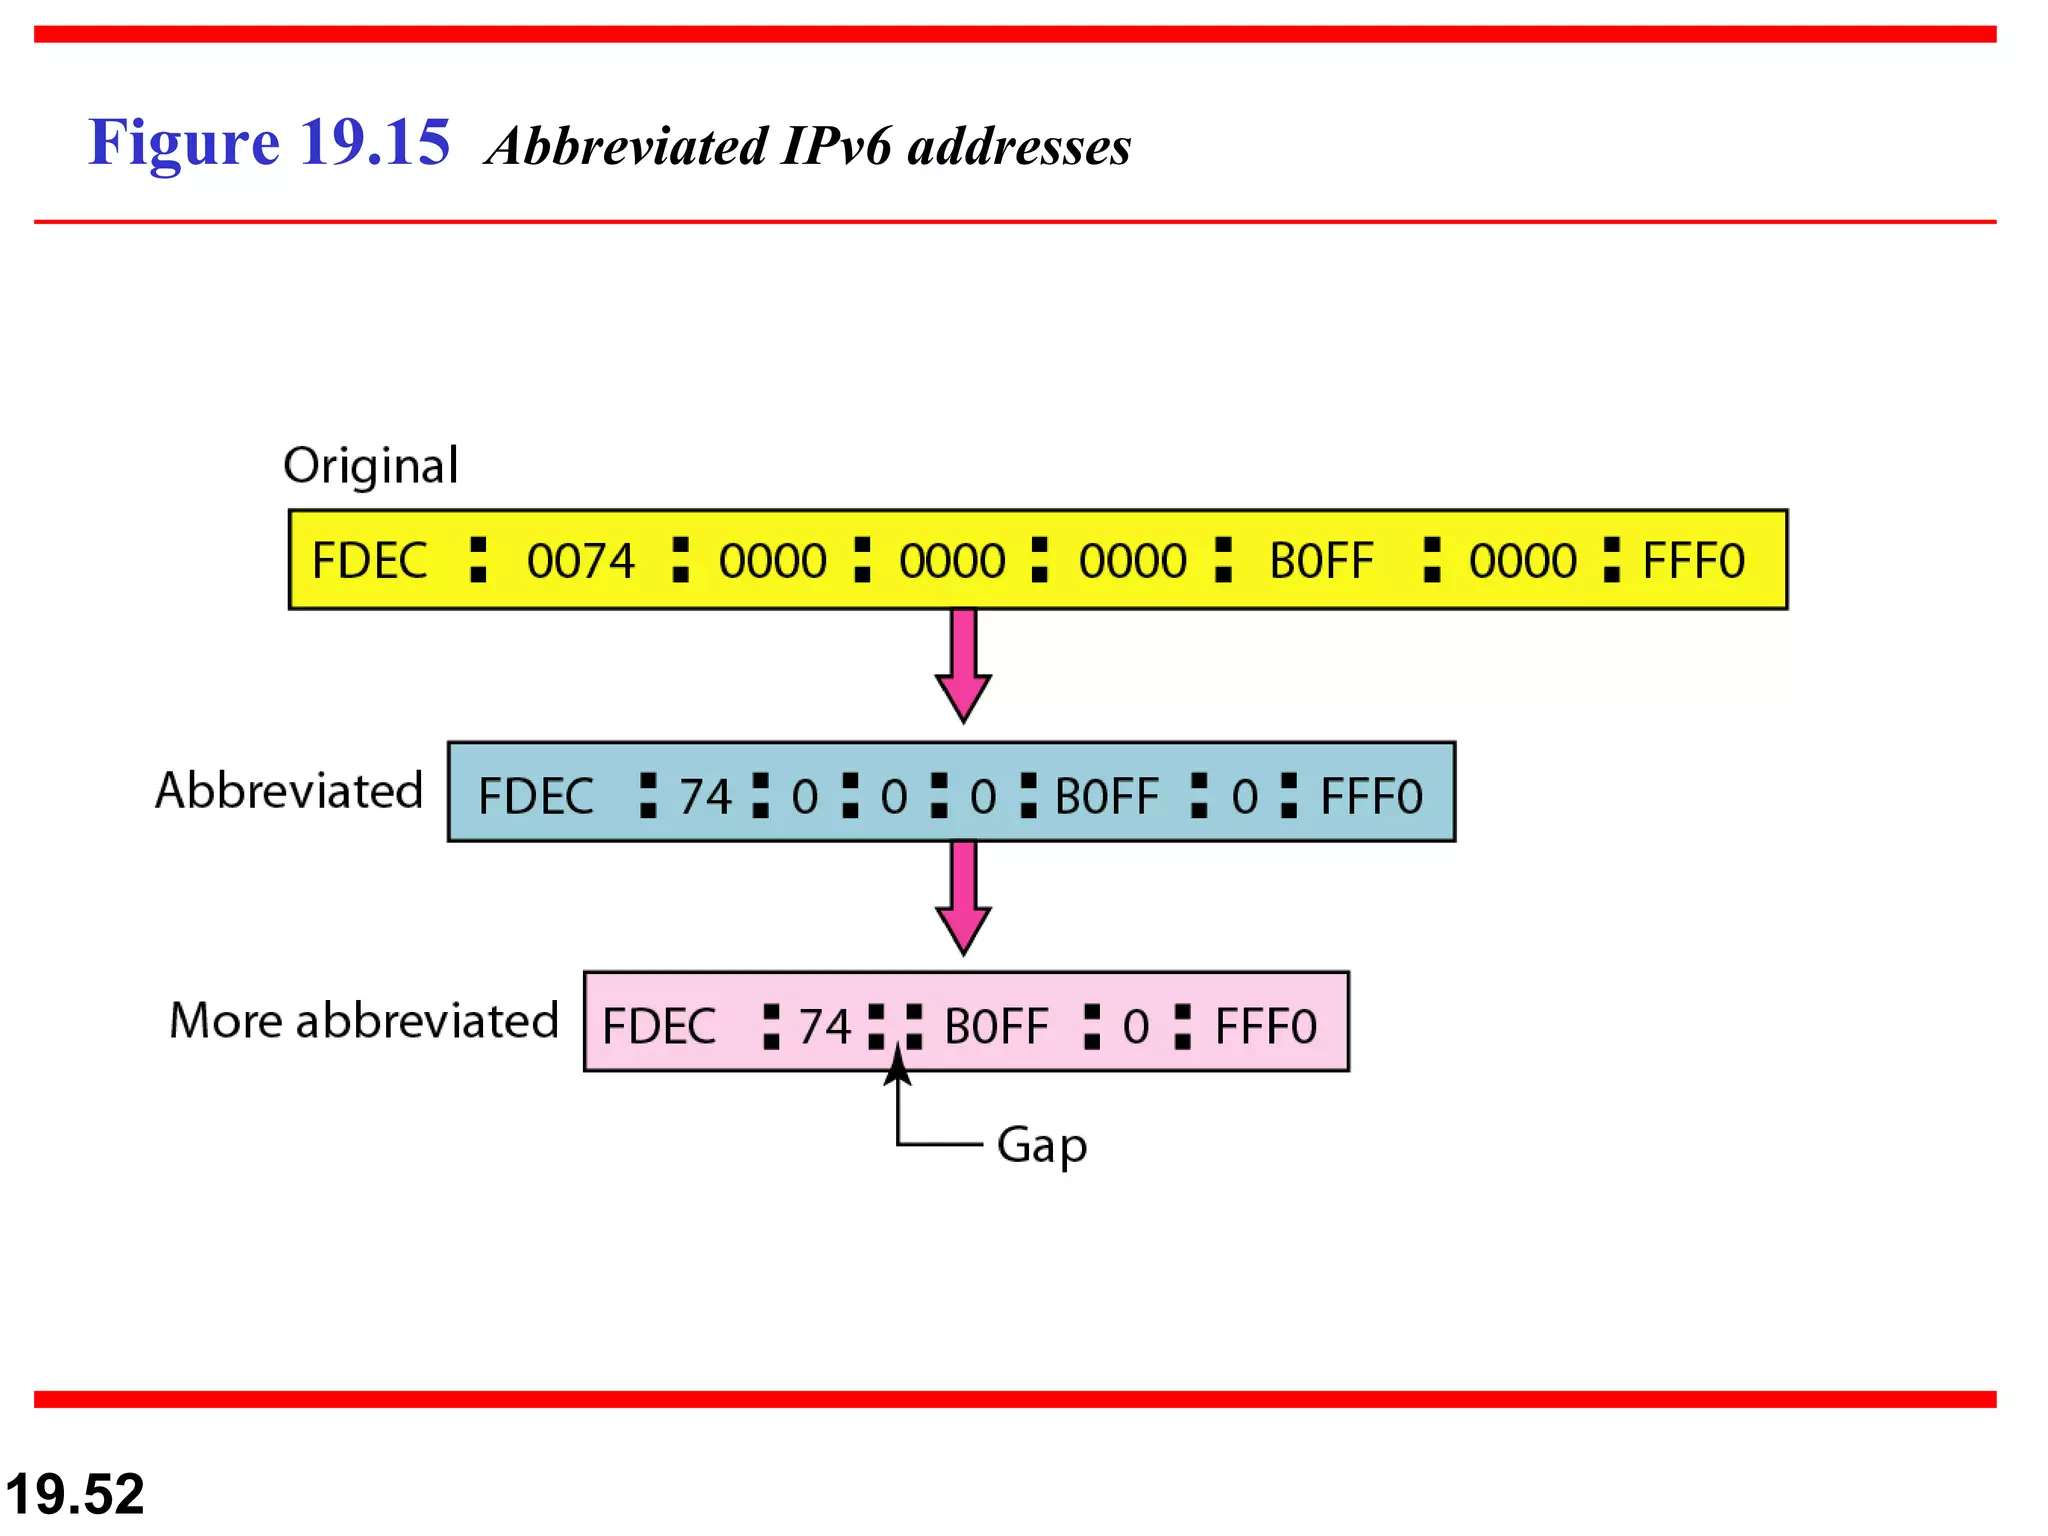 Figure 19.15 Abbreviated IPv6 addresses
Original
FDEC : 0074 : 0000 : 0000 : 0000 : B0FF : 0000 : FFF0
Abbreviated FDEC : 74 : 0 : 0 : 0 : B0FF : 0 : FFF0
More abbreviated FDEC : 74 : : B0FF : 0 : FFF0
Gap
19.52